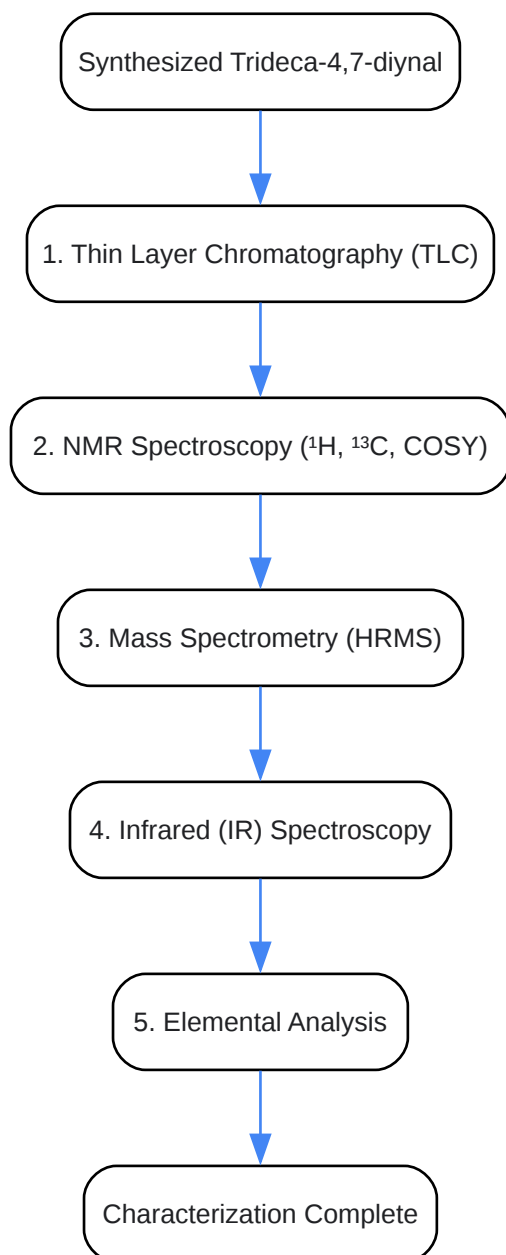 Synthesized Trideca-4,7-diynal
1. Thin Layer Chromatography (TLC)
2. NMR Spectroscopy (¹H, ¹³C, COSY)
3. Mass Spectrometry (HRMS)
4. Infrared (IR) Spectroscopy
5. Elemental Analysis
Characterization Complete